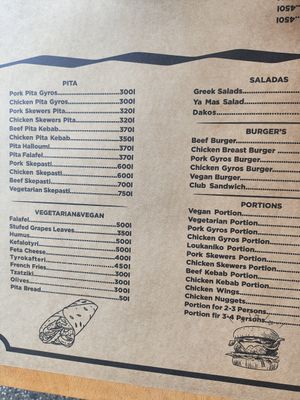 ..450l
..450l
PITA
Pork Pita Gyros..........300l
Chicken Pita Gyros..........300l
Pork Skewers Pita..........320l
Chicken Skewers Pita..........320l
Beef Pita Kebab..........370l
Chicken Pita Kebab..........350l
Pita Halloumi..........370l
Pita Falafel..........370l
Pork Skepasti..........600l
Chicken Skepasti..........600l
Beef Skepasti..........700l
Vegetarian Skepasti..........750l
VEGETARIAN&VEGAN
Falafel..........500l
Stufed Grapes Leaves..........350l
Humus..........500l
Kefalotyri..........500l
Feta Cheese..........500l
Tyrokafteri..........400l
French Fries..........450l
Tzatziki..........300l
Olives..........300l
Pita Bread..........50l
SALADAS
Greek Salads..........
Ya Mas Salad..........
Dakos..........
BURGER'S
Beef Burger..........
Chicken Breast Burger..........
Pork Gyros Burger..........
Chicken Gyros Burger..........
Vegan Burger..........
Club Sandwich..........
PORTIONS
Vegan Portion..........
Vegetarian Portion..........
Pork Gyros Portion..........
Chicken Gyros Portion..........
Loukaniko Portion..........
Pork Skewers Portion..........
Chicken Skewers Portion..........
Beef Kebab Portion..........
Chicken Kebab Portion..........
Chicken Wings..........
Chicken Nuggets..........
Portion for 2-3 Persons..........
Portion fir 3-4 Persons..........